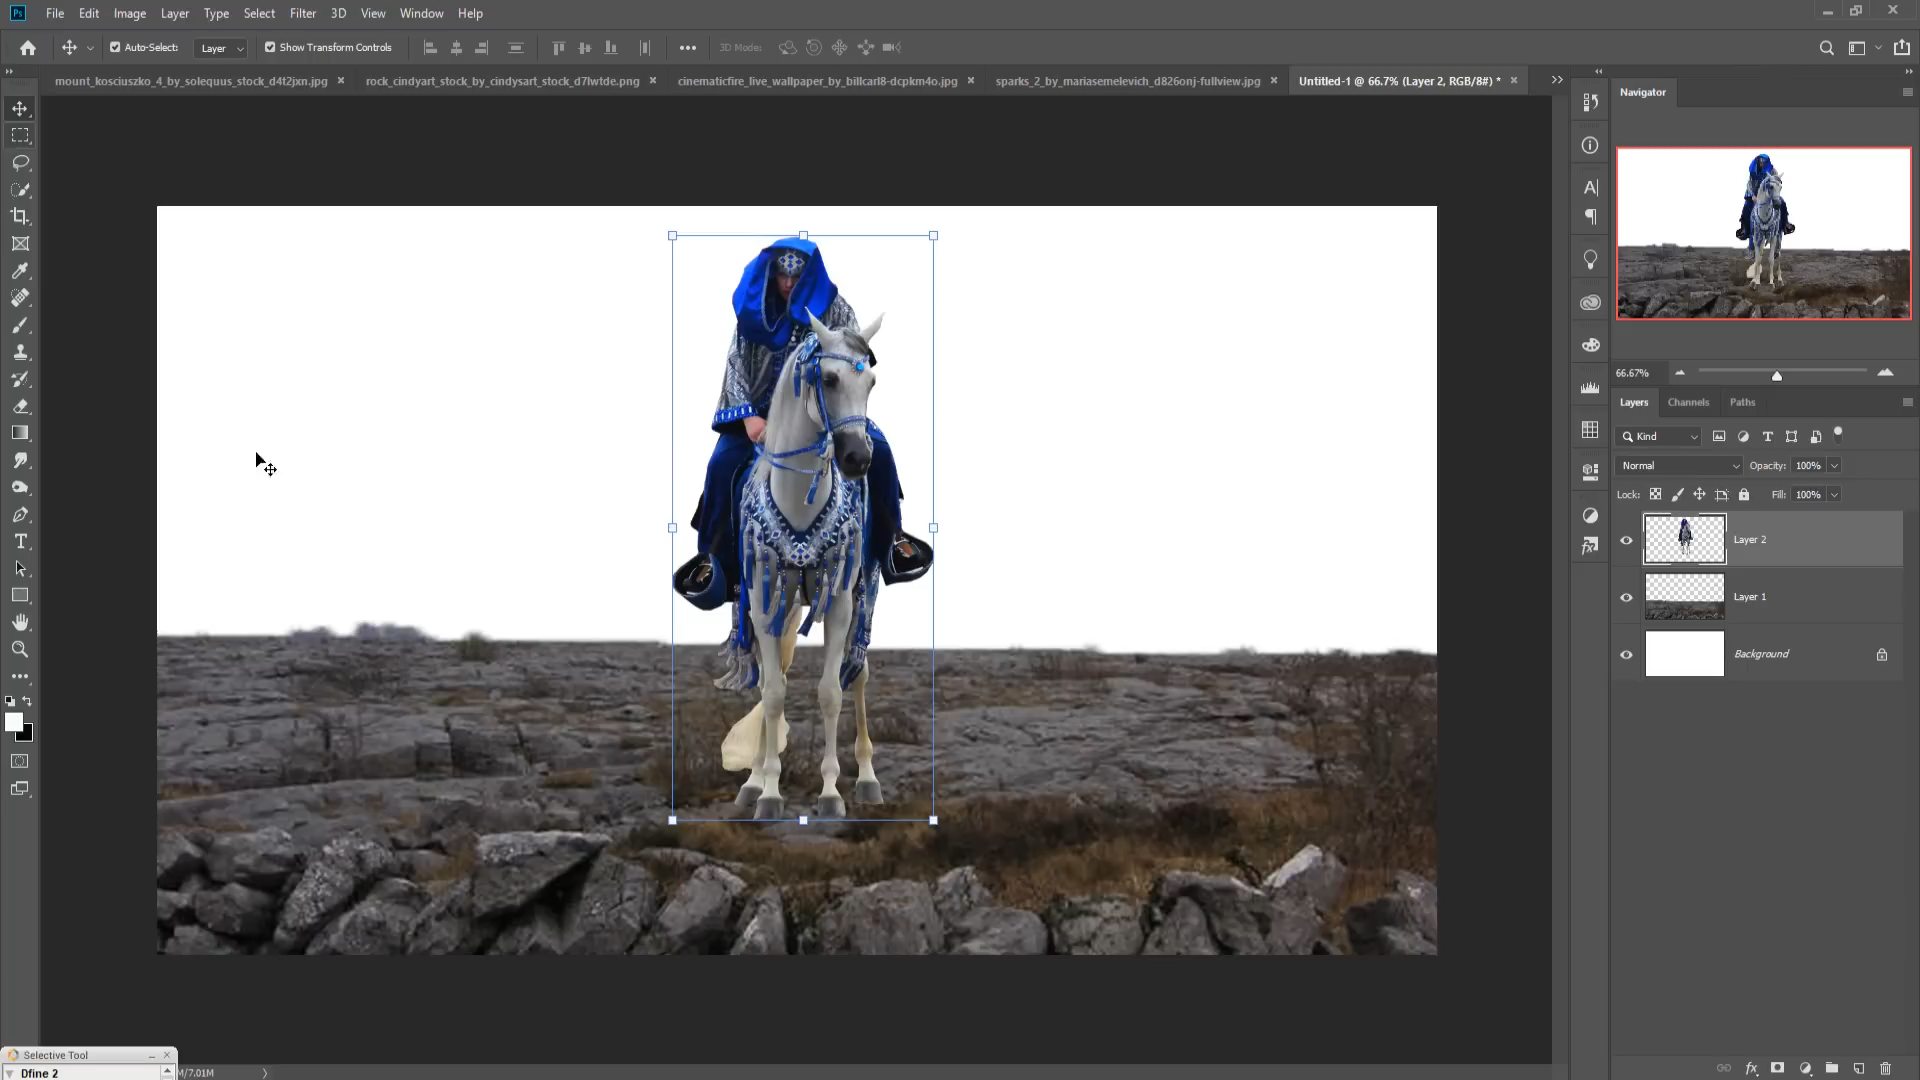 Ps File Edit Image Layer Type Select Filter 3D View Window Help
Auto-Select: Layer Show Transform Controls 3D Mode:
mount_kosciuszko_4_by_solequus_stock_d4t2jxn.jpg rock_cindyart_stock_by_cindysart_stock_d7lwtde.png cinematicfire_live_wallpaper_by_billcarl8-dcpkm4o.jpg sparks_2_by_mariasemelevich_d826onj-fullview.jpg Untitled-1 @ 66.7% (Layer 2, RGB/8#) *
Navigator
66.67%
Layers Channels Paths
Kind
Normal Opacity: 100%
Lock: Fill: 100%
Layer 2
Layer 1
Background
Selective Tool
Dfine 2
M/7.01M